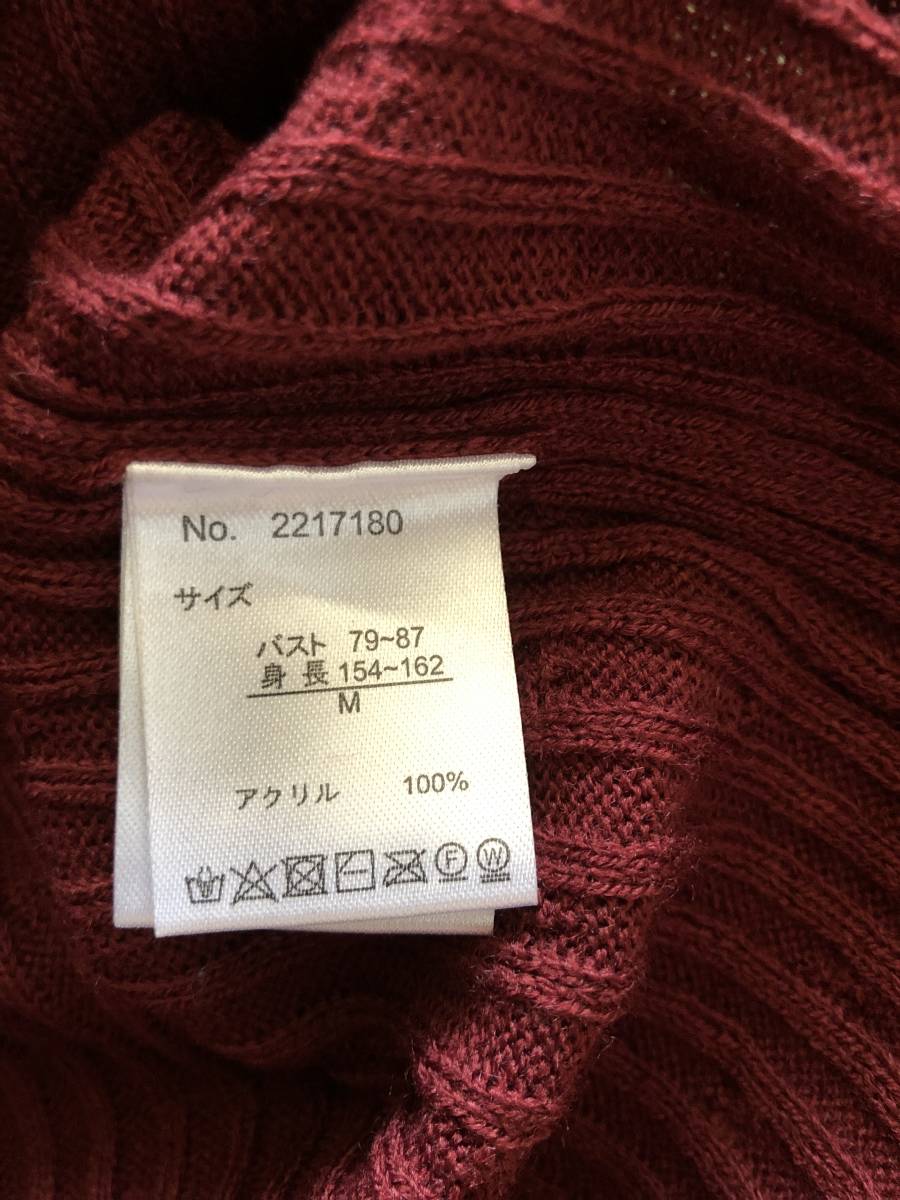 No. 2217180
サイズ
バスト 79~87
身長 154~162
M
アクリル 100%
F W